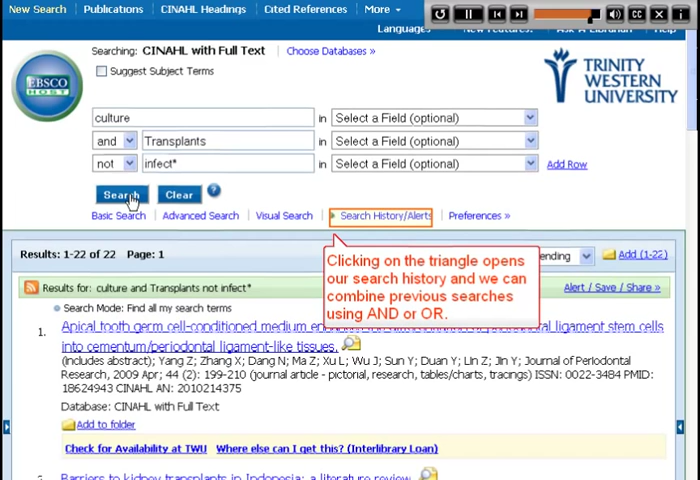 New Search Publications CINAHL Headings Cited References More
CC
Languages New Features! Ask A Librarian Help
Searching: CINAHL with Full Text Choose Databases »
Suggest Subject Terms
EBSCO
HOST
TRINITY
WESTERN
UNIVERSITY
culture in Select a Field (optional)
and Transplants in Select a Field (optional)
not infect* in Select a Field (optional) Add Row
Search Clear ?
Basic Search Advanced Search Visual Search Search History/Alerts Preferences »
Results: 1-22 of 22 Page: 1 ending Add (1-22)
Clicking on the triangle opens
our search history and we can
combine previous searches
using AND or OR.
Results for: culture and Transplants not infect* Alert / Save / Share »
Search Mode: Find all my search terms
1. Apical tooth germ cell-conditioned medium periodontal ligament stem cells
into cementum/periodontal ligament-like tissues.
(includes abstract); Yang Z; Zhang X; Dang N; Ma Z; Xu L; Wu J; Sun Y; Duan Y; Lin Z; Jin Y; Journal of Periodontal
Research, 2009 Apr; 44 (2): 199-210 (journal article - pictorial, research, tables/charts, tracings) ISSN: 0022-3484 PMID:
18624943 CINAHL AN: 2010214375
Database: CINAHL with Full Text
Add to folder
Check for Availability at TWU Where else can I get this? (Interlibrary Loan)
Barriers to kidney transplants in Indonesia: a literature review